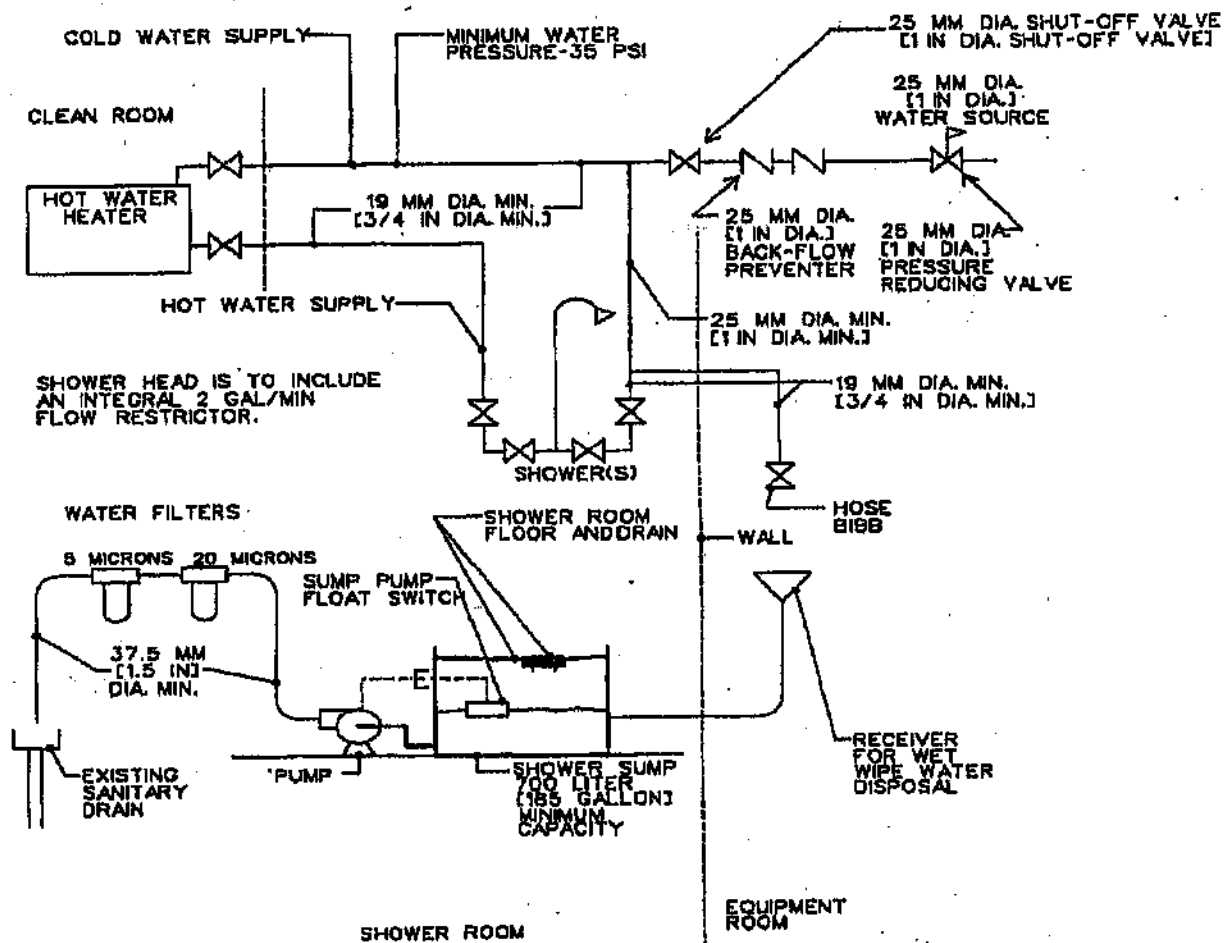 COLD WATER SUPPLY
MINIMUM WATER
PRESSURE-35 PSI
25 MM DIA. SHUT-OFF VALVE
[1 IN DIA. SHUT-OFF VALVE]
25 MM DIA.
[1 IN DIA.]
WATER SOURCE
CLEAN ROOM
HOT WATER
HEATER
19 MM DIA. MIN.
[3/4 IN DIA. MIN.]
25 MM DIA.
[1 IN DIA.]
BACK-FLOW
PREVENTER
25 MM DIA.
[1 IN DIA.]
PRESSURE
REDUCING VALVE
HOT WATER SUPPLY
25 MM DIA. MIN.
[1 IN DIA. MIN.]
SHOWER HEAD IS TO INCLUDE
AN INTEGRAL 2 GAL/MIN
FLOW RESTRICTOR.
19 MM DIA. MIN.
[3/4 IN DIA. MIN.]
SHOWER(S)
HOSE
BIBB
WATER FILTERS
5 MICRONS
20 MICRONS
SHOWER ROOM
FLOOR AND DRAIN
WALL
SUMP PUMP
FLOAT SWITCH
37.5 MM
[1.5 IN]
DIA. MIN.
EXISTING
SANITARY
DRAIN
PUMP
SHOWER SUMP
700 LITER
[185 GALLON]
MINIMUM
CAPACITY
RECEIVER
FOR WET
WIPE WATER
DISPOSAL
SHOWER ROOM
EQUIPMENT
ROOM